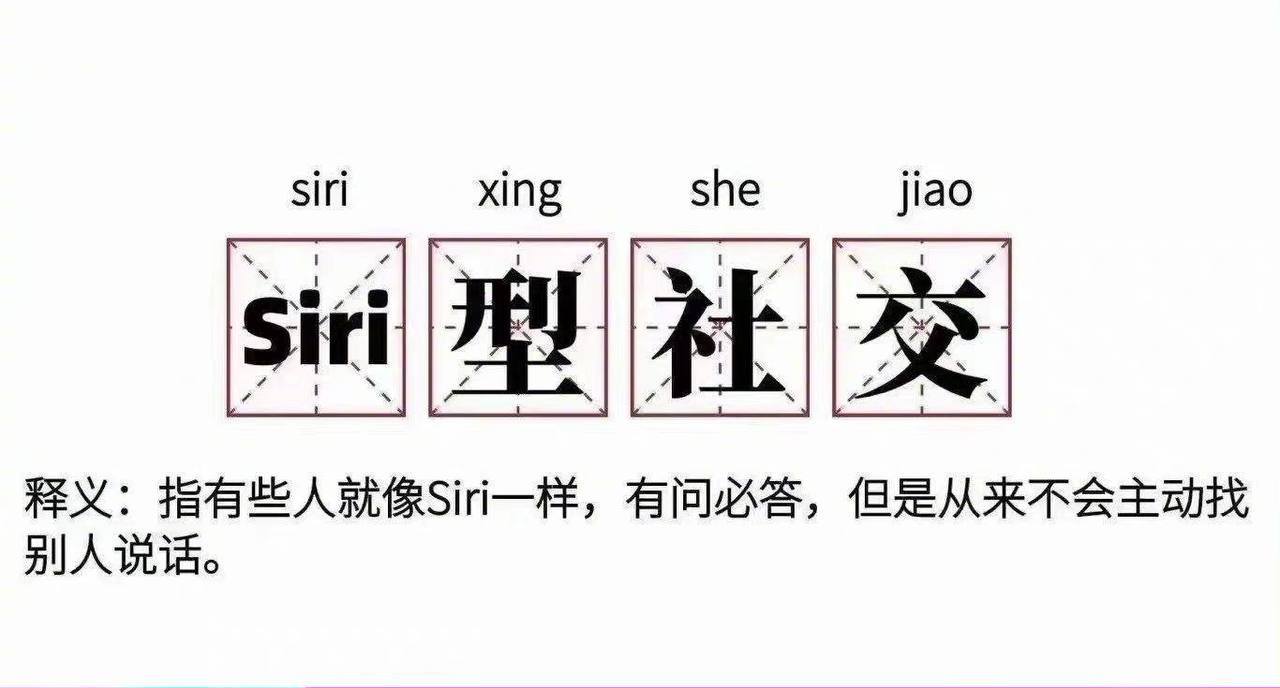 siri xing she jiao
Siri 型 社 交
释义：指有些人就像Siri一样，有问必答，但是从来不会主动找
别人说话。